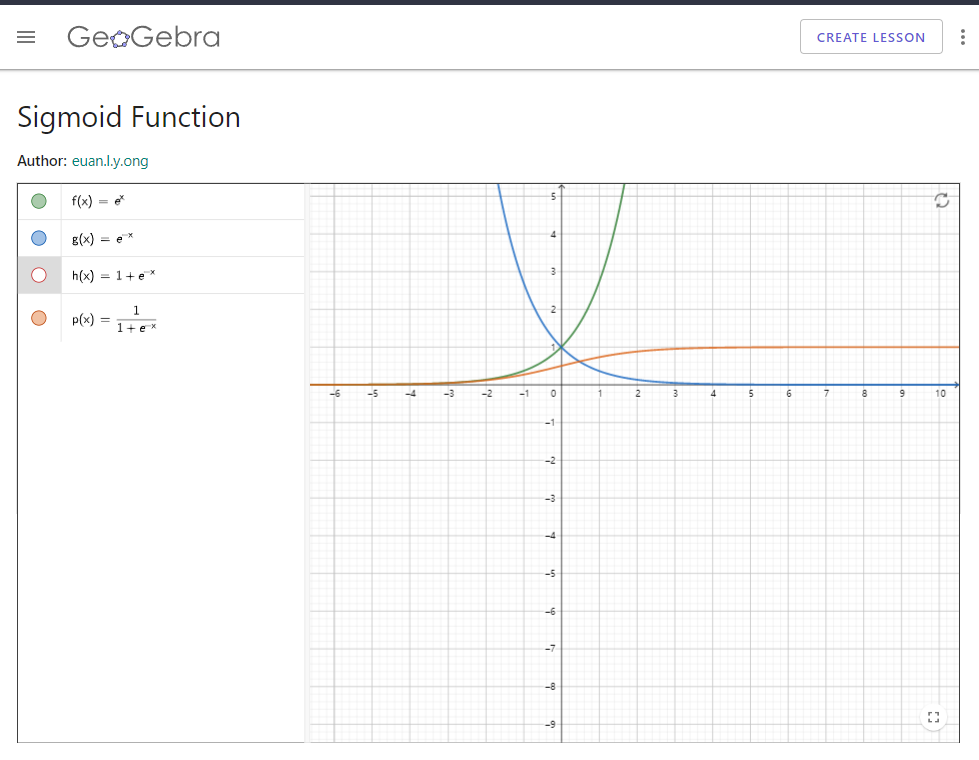 GeoGebra
CREATE LESSON
Sigmoid Function
Author: euan.l.y.ong
f(x) = eˣ
g(x) = e⁻ˣ
h(x) = 1 + e⁻ˣ
p(x) = 1 / (1 + e⁻ˣ)
5
4
3
2
1
-6 -5 -4 -3 -2 -1 0 1 2 3 4 5 6 7 8 9 10
-1
-2
-3
-4
-5
-6
-7
-8
-9